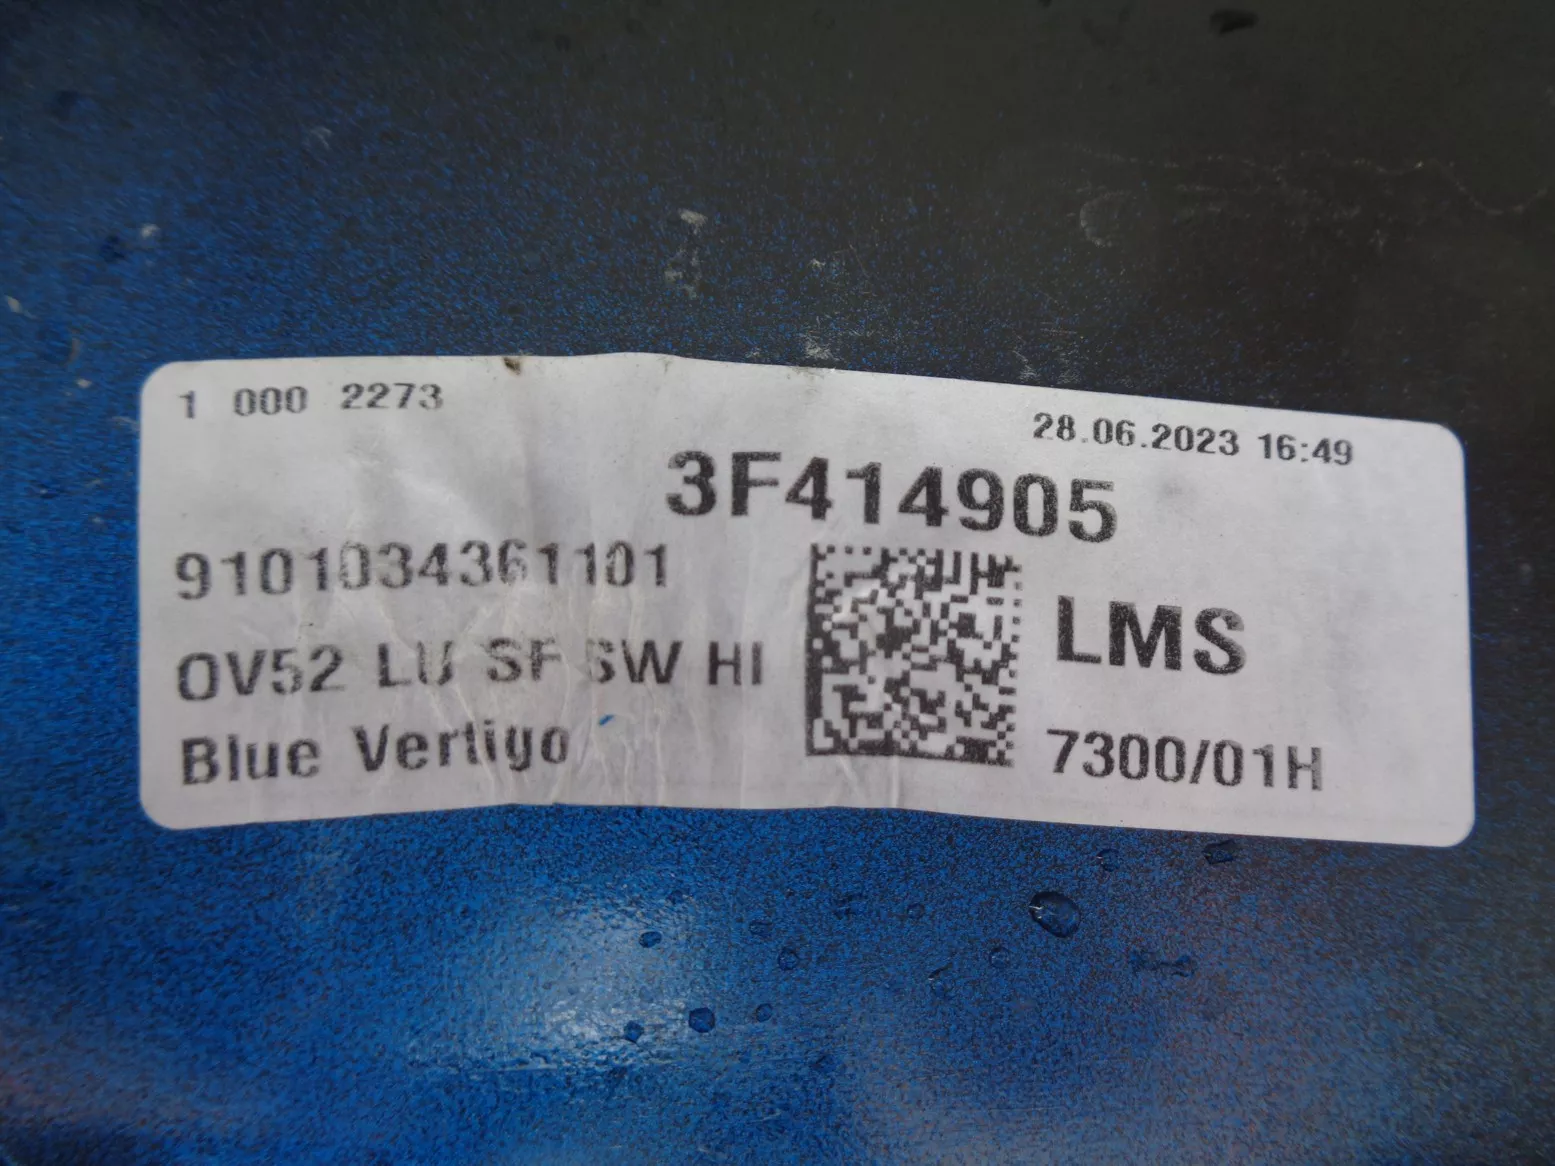 1 000 2273
28.06.2023 16:49
3F414905
9101034361101
OV52 LU SF SW HI
LMS
Blue Vertigo
7300/01H